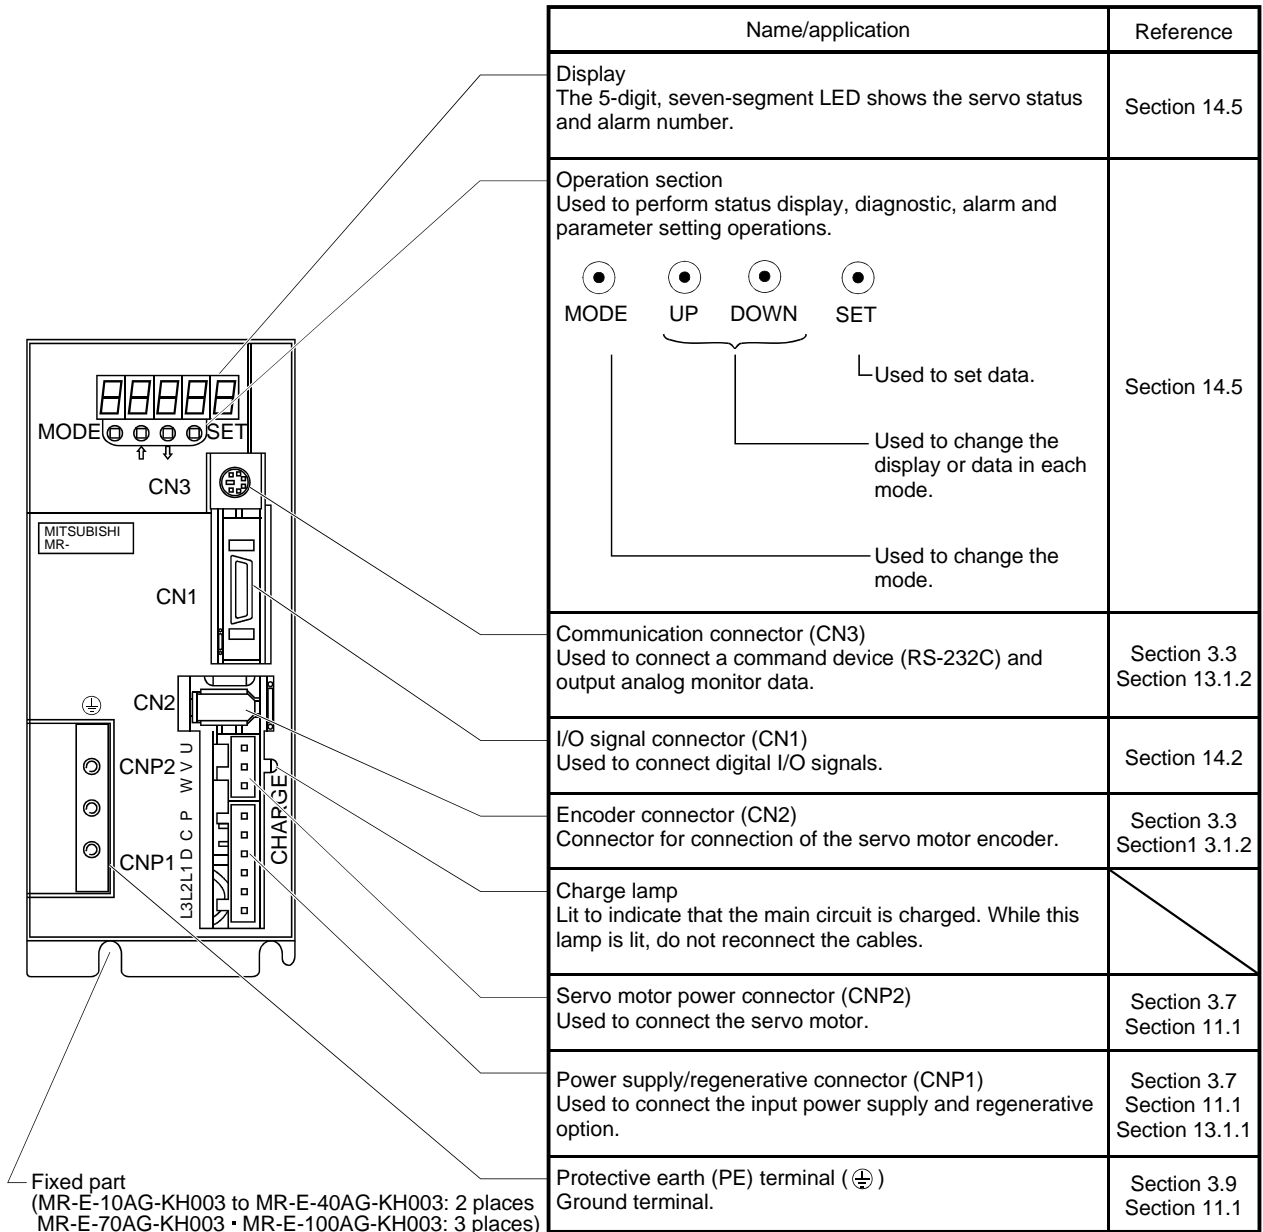 Name/application
Reference
Display
The 5-digit, seven-segment LED shows the servo status
and alarm number.
Section 14.5
Operation section
Used to perform status display, diagnostic, alarm and
parameter setting operations.
MODE UP DOWN SET
Used to set data.
Used to change the
display or data in each
mode.
Used to change the
mode.
Section 14.5
Communication connector (CN3)
Used to connect a command device (RS-232C) and
output analog monitor data.
Section 3.3
Section 13.1.2
I/O signal connector (CN1)
Used to connect digital I/O signals.
Section 14.2
Encoder connector (CN2)
Connector for connection of the servo motor encoder.
Section 3.3
Section1 3.1.2
Charge lamp
Lit to indicate that the main circuit is charged. While this
lamp is lit, do not reconnect the cables.
Servo motor power connector (CNP2)
Used to connect the servo motor.
Section 3.7
Section 11.1
Power supply/regenerative connector (CNP1)
Used to connect the input power supply and regenerative
option.
Section 3.7
Section 11.1
Section 13.1.1
Protective earth (PE) terminal ( )
Ground terminal.
Section 3.9
Section 11.1
MODE SET
CN3
MITSUBISHI
MR-
CN1
CN2
CNP2
U
V
W
CNP1
P
C
D
L1
L2
L3
CHARGE
Fixed part
(MR-E-10AG-KH003 to MR-E-40AG-KH003: 2 places
MR-E-70AG-KH003 ▪ MR-E-100AG-KH003: 3 places)